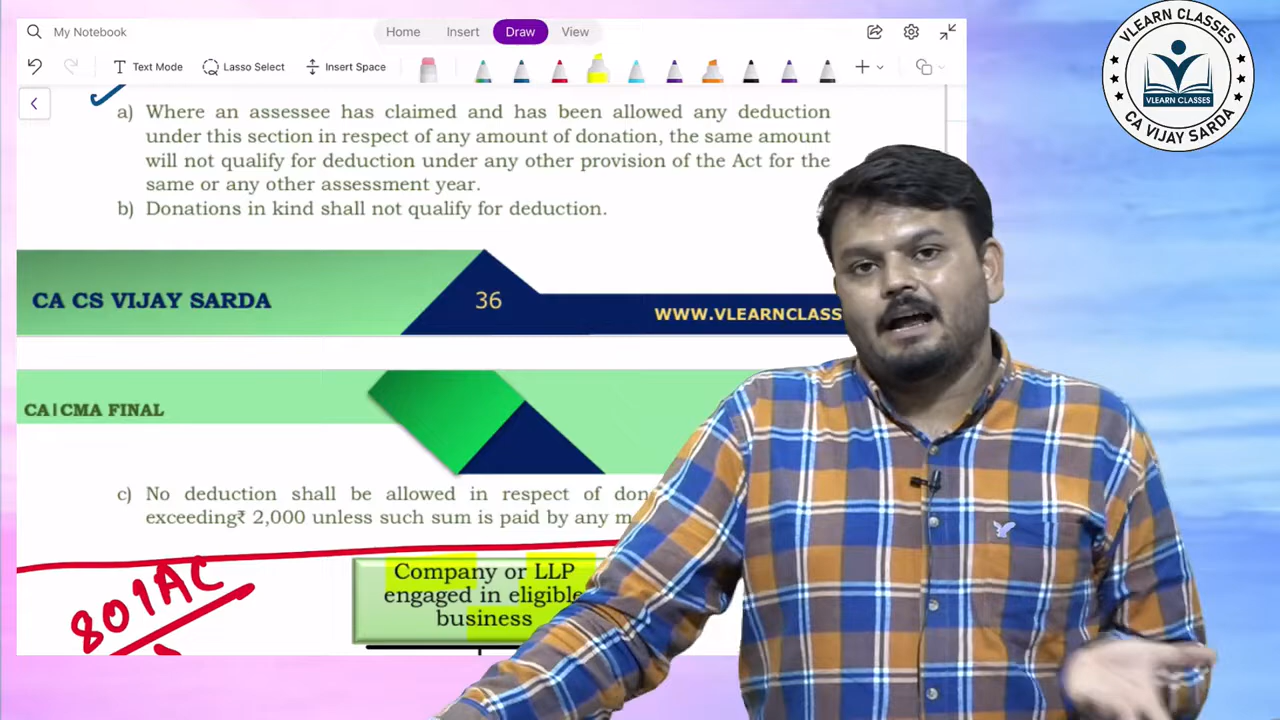 My Notebook
Home Insert Draw View
Text Mode Lasso Select Insert Space
a) Where an assessee has claimed and has been allowed any deduction
under this section in respect of any amount of donation, the same amount
will not qualify for deduction under any other provision of the Act for the
same or any other assessment year.
b) Donations in kind shall not qualify for deduction.
CA CS VIJAY SARDA
36
WWW.VLEARNCLASS
CA|CMA FINAL
c) No deduction shall be allowed in respect of don
exceeding₹ 2,000 unless such sum is paid by any m
80IAC
Company or LLP
engaged in eligible
business
VLEARN CLASSES
VLEARN CLASSES
CA VIJAY SARDA